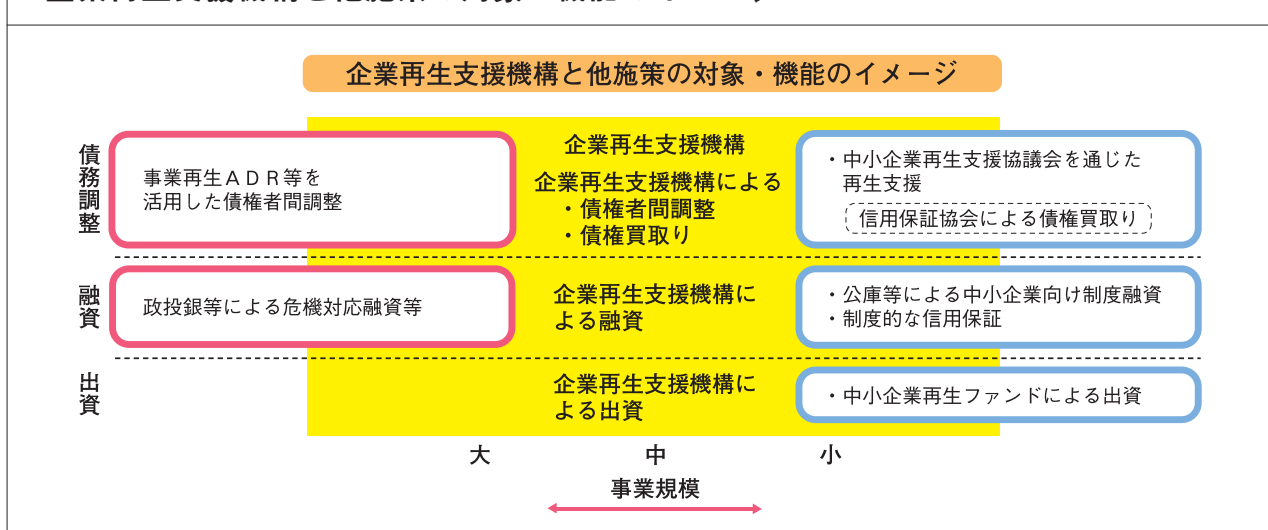 企業再生支援機構と他施策の対象・機能のイメージ
債務調整
事業再生ＡＤＲ等を
活用した債権者間調整
企業再生支援機構
企業再生支援機構による
・債権者間調整
・債権買取り
・中小企業再生支援協議会を通じた
再生支援
信用保証協会による債権買取り
融資
政投銀等による危機対応融資等
企業再生支援機構に
よる融資
・公庫等による中小企業向け制度融資
・制度的な信用保証
出資
企業再生支援機構に
よる出資
・中小企業再生ファンドによる出資
大 中 小
事業規模